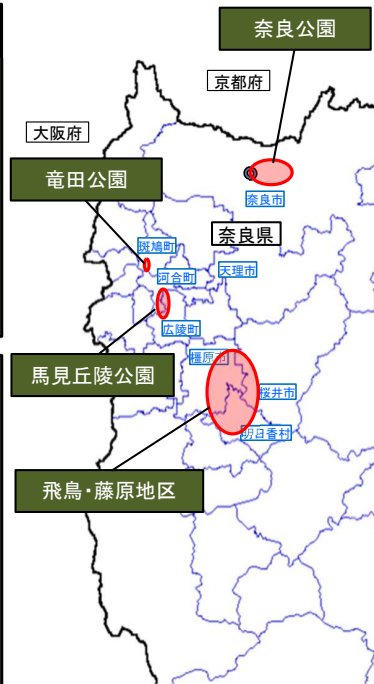 奈良公園
京都府
大阪府
竜田公園
奈良市
斑鳩町
奈良県
河合町
天理市
広陵町
橿原市
馬見丘陵公園
桜井市
明日香村
飛鳥・藤原地区